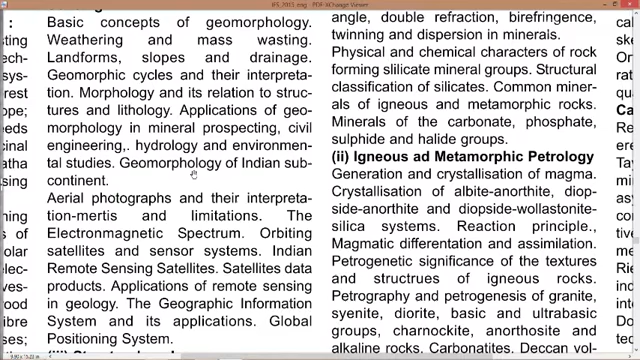 IFS_2013_eng - PDF-XChange Viewer
: Basic concepts of geomorphology.
Weathering and mass wasting.
Landforms, slopes and drainage.
Geomorphic cycles and their interpreta-
tion. Morphology and its relation to struc-
tures and lithology. Applications of geo-
morphology in mineral prospecting, civil
engineering,. hydrology and environmen-
tal studies. Geomorphology of Indian sub-
continent.
Aerial photographs and their interpreta-
tion-mertis and limitations. The
Electromagnetic Spectrum. Orbiting
satellites and sensor systems. Indian
Remote Sensing Satellites. Satellites data
products. Applications of remote sensing
in geology. The Geographic Information
System and its applications. Global
Positioning System.
angle, double refraction, birefringence,
twinning and dispersion in minerals.
Physical and chemical characters of rock
forming slilicate mineral groups. Structural
classification of silicates. Common miner-
als of igneous and metamorphic rocks.
Minerals of the carbonate, phosphate,
sulphide and halide groups.
(ii) Igneous ad Metamorphic Petrology
Generation and crystallisation of magma.
Crystallisation of albite-anorthite, diop-
side-anorthite and diopside-wollastonite-
silica systems. Reaction principle.,
Magmatic differentation and assimilation.
Petrogenetic significance of the textures
and structrues of igneous rocks.
Petrography and petrogenesis of granite,
syenite, diorite, basic and ultrabasic
groups, charnockite, anorthosite and
alkaline rocks. Carbonatites. Deccan vol-